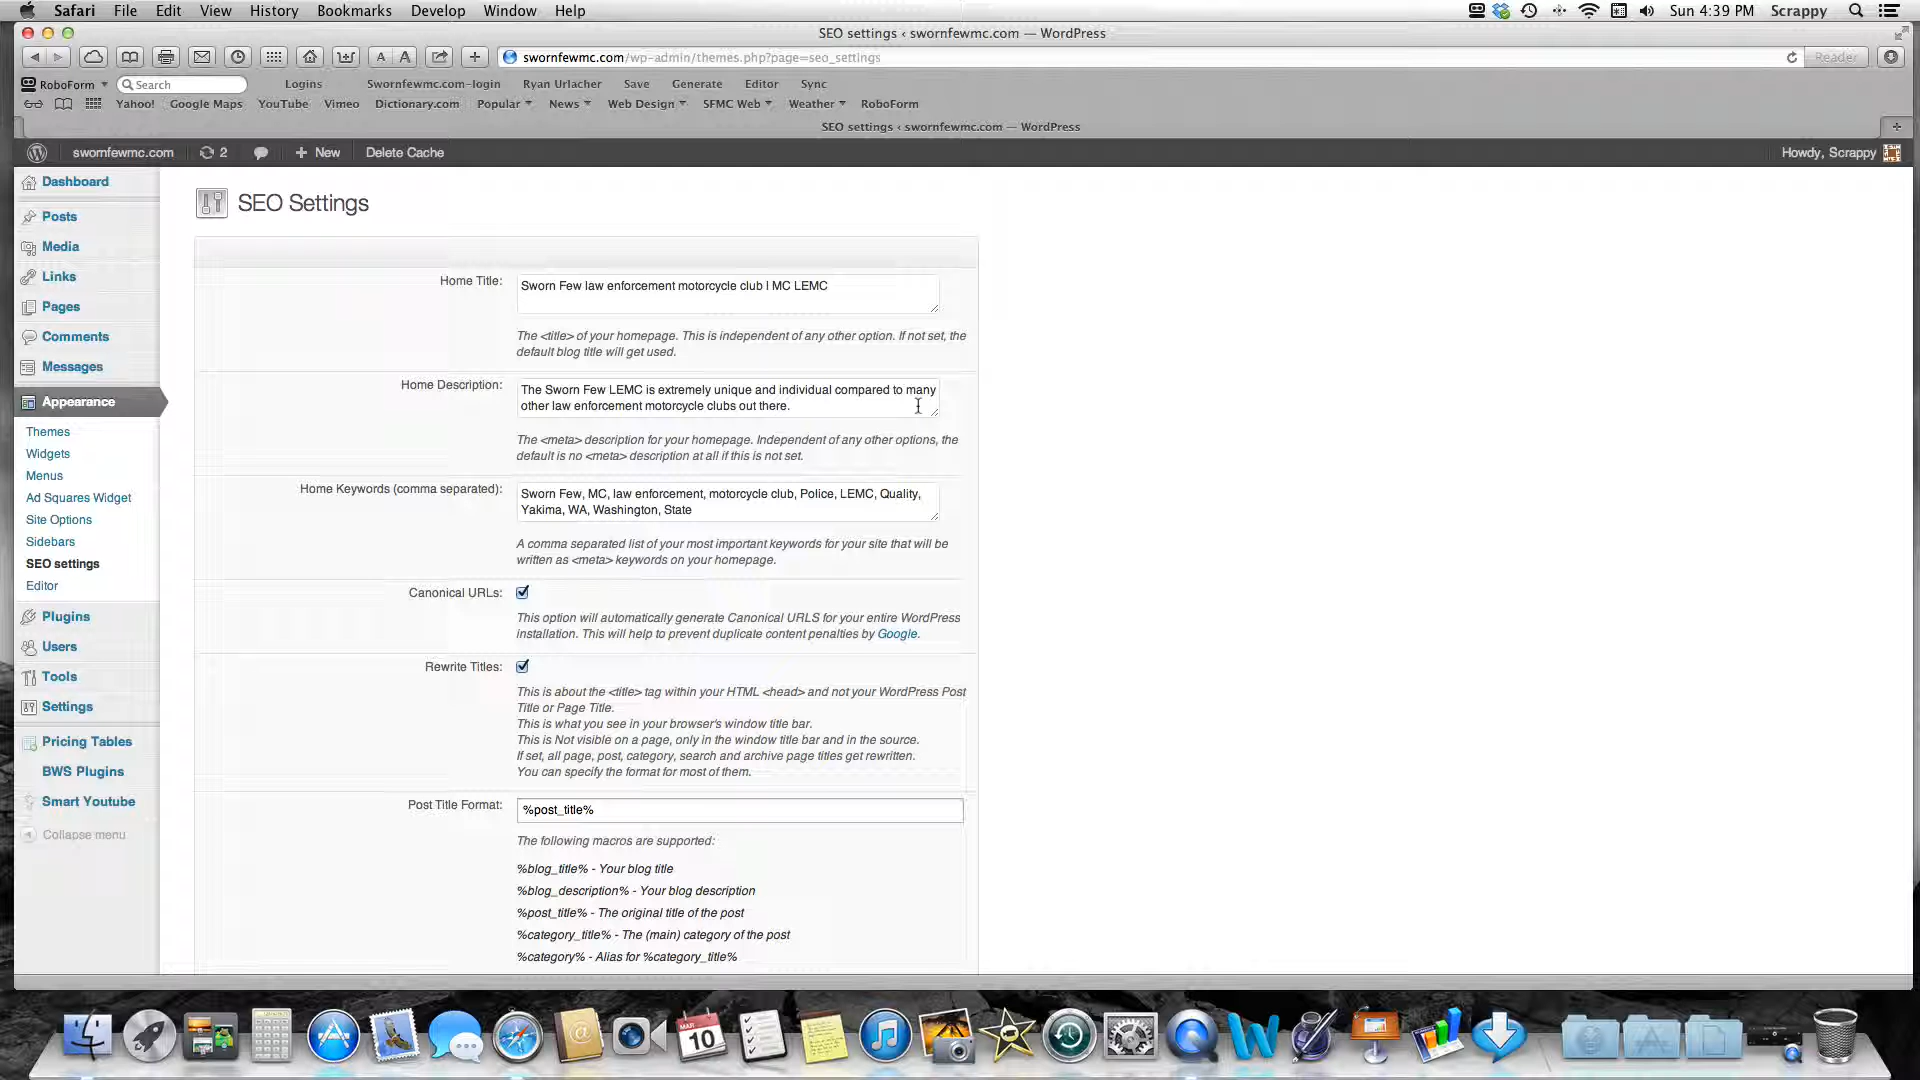 Safari File Edit View History Bookmarks Develop Window Help
Sun 4:39 PM Scrappy
SEO settings ‹ swornfewmc.com — WordPress
A A + swornfewmc.com/wp-admin/themes.php?page=seo_settings Reader
RoboForm Search Logins Swornfewmc.com-login Ryan Urlacher Save Generate Editor Sync
Yahoo! Google Maps YouTube Vimeo Dictionary.com Popular News Web Design SFMC Web Weather RoboForm
SEO settings ‹ swornfewmc.com — WordPress
swornfewmc.com 2 + New Delete Cache Howdy, Scrappy
Dashboard
Posts
Media
Links
Pages
Comments
Messages
Appearance
Themes
Widgets
Menus
Ad Squares Widget
Site Options
Sidebars
SEO settings
Editor
Plugins
Users
Tools
Settings
Pricing Tables
BWS Plugins
Smart Youtube
Collapse menu
SEO Settings
Home Title:
Sworn Few law enforcement motorcycle club | MC LEMC
The <title> of your homepage. This is independent of any other option. If not set, the
default blog title will get used.
Home Description:
The Sworn Few LEMC is extremely unique and individual compared to many
other law enforcement motorcycle clubs out there.
The <meta> description for your homepage. Independent of any other options, the
default is no <meta> description at all if this is not set.
Home Keywords (comma separated):
Sworn Few, MC, law enforcement, motorcycle club, Police, LEMC, Quality,
Yakima, WA, Washington, State
A comma separated list of your most important keywords for your site that will be
written as <meta> keywords on your homepage.
Canonical URLs:
This option will automatically generate Canonical URLS for your entire WordPress
installation. This will help to prevent duplicate content penalties by Google.
Rewrite Titles:
This is about the <title> tag within your HTML <head> and not your WordPress Post
Title or Page Title.
This is what you see in your browser's window title bar.
This is Not visible on a page, only in the window title bar and in the source.
If set, all page, post, category, search and archive page titles get rewritten.
You can specify the format for most of them.
Post Title Format:
%post_title%
The following macros are supported:
%blog_title% - Your blog title
%blog_description% - Your blog description
%post_title% - The original title of the post
%category_title% - The (main) category of the post
%category% - Alias for %category_title%
MAR
10